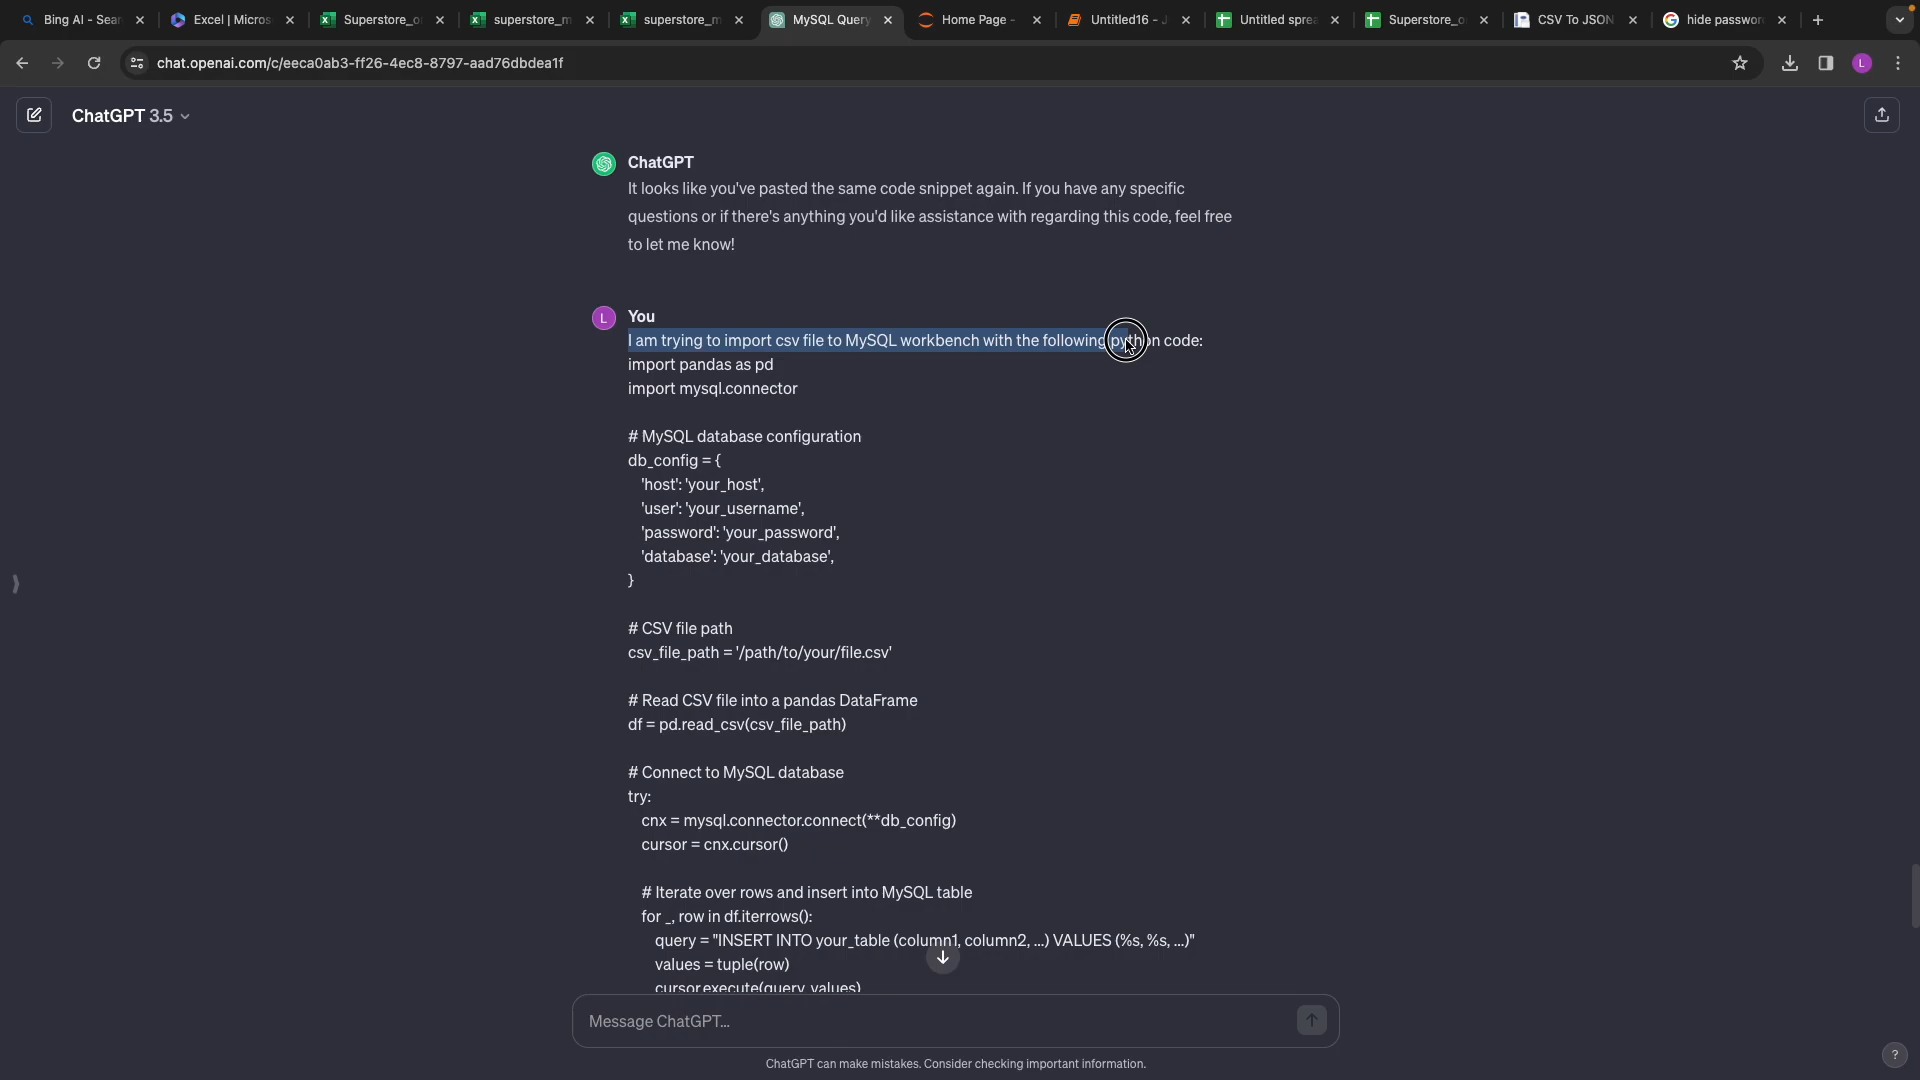 Bing AI - Sear
Excel | Micros
Superstore_o
superstore_m
superstore_m
MySQL Query
Home Page -
Untitled16 - J
Untitled spre
Superstore_o
CSV To JSON
hide passwor
chat.openai.com/c/eeca0ab3-ff26-4ec8-8797-aad76dbdea1f
L
ChatGPT 3.5
ChatGPT
It looks like you've pasted the same code snippet again. If you have any specific
questions or if there's anything you'd like assistance with regarding this code, feel free
to let me know!
L
You
I am trying to import csv file to MySQL workbench with the following python code:
import pandas as pd
import mysql.connector
# MySQL database configuration
db_config = {
'host': 'your_host',
'user': 'your_username',
'password': 'your_password',
'database': 'your_database',
}
# CSV file path
csv_file_path = '/path/to/your/file.csv'
# Read CSV file into a pandas DataFrame
df = pd.read_csv(csv_file_path)
# Connect to MySQL database
try:
cnx = mysql.connector.connect(**db_config)
cursor = cnx.cursor()
# Iterate over rows and insert into MySQL table
for _, row in df.iterrows():
query = "INSERT INTO your_table (column1, column2, ...) VALUES (%s, %s, ...)"
values = tuple(row)
cursor.execute(query, values)
Message ChatGPT...
ChatGPT can make mistakes. Consider checking important information.
?